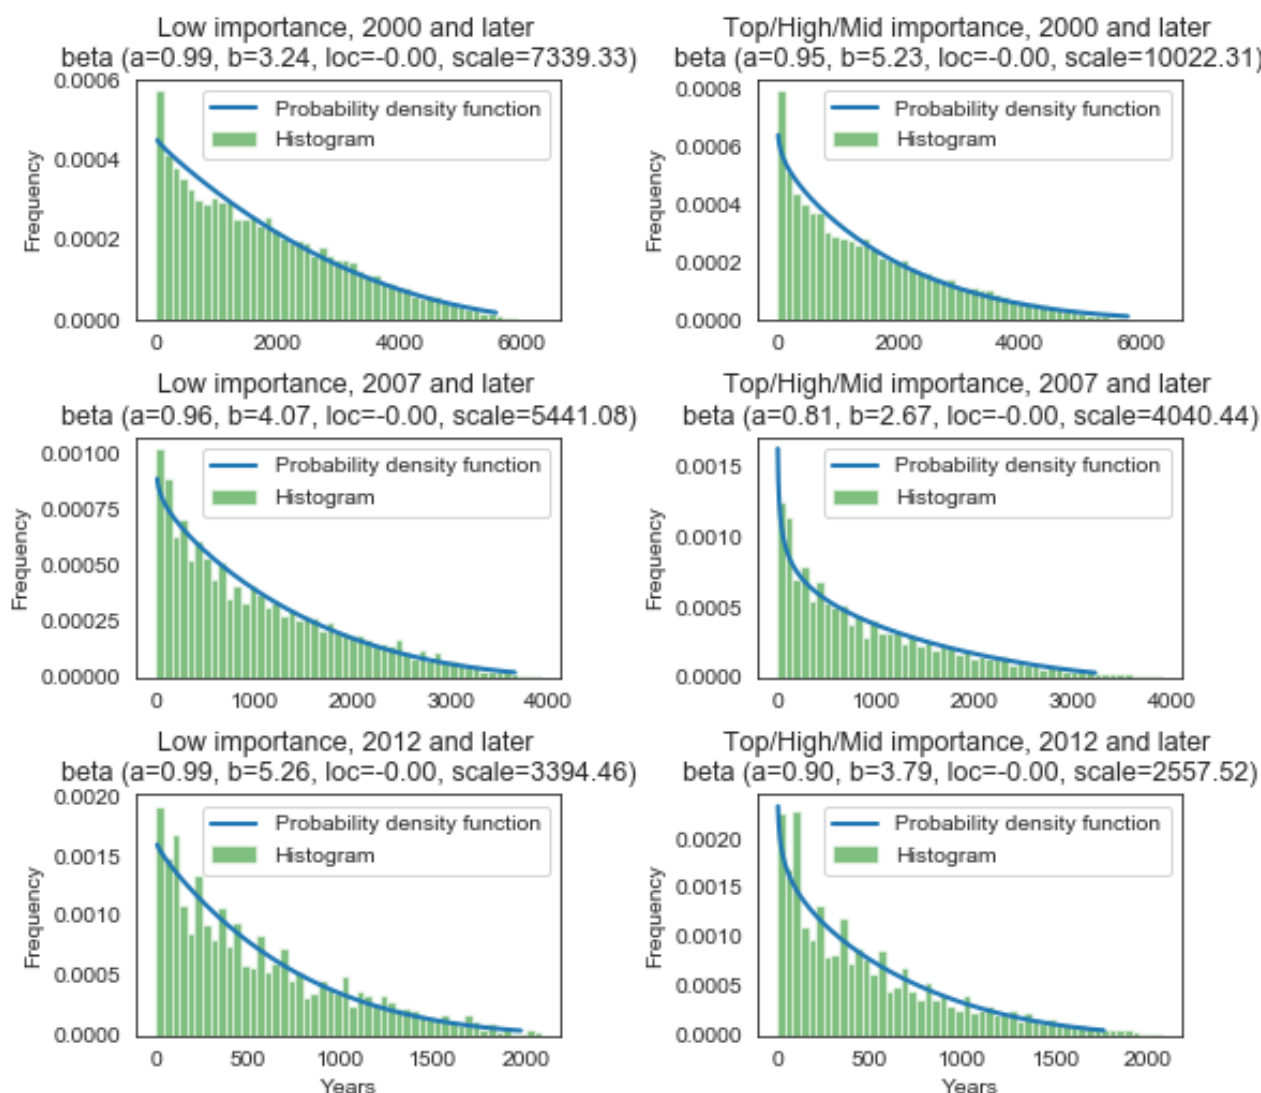 Low importance, 2000 and later
beta (a=0.99, b=3.24, loc=-0.00, scale=7339.33)
0.0006
0.0004
0.0002
0.0000
Frequency
Probability density function
Histogram
0
2000
4000
6000
Top/High/Mid importance, 2000 and later
beta (a=0.95, b=5.23, loc=-0.00, scale=10022.31)
0.0008
0.0006
0.0004
0.0002
0.0000
Frequency
Probability density function
Histogram
0
2000
4000
6000
Low importance, 2007 and later
beta (a=0.96, b=4.07, loc=-0.00, scale=5441.08)
0.00100
0.00075
0.00050
0.00025
0.00000
Frequency
Probability density function
Histogram
0
1000
2000
3000
4000
Top/High/Mid importance, 2007 and later
beta (a=0.81, b=2.67, loc=-0.00, scale=4040.44)
0.0015
0.0010
0.0005
0.0000
Frequency
Probability density function
Histogram
0
1000
2000
3000
4000
Low importance, 2012 and later
beta (a=0.99, b=5.26, loc=-0.00, scale=3394.46)
0.0020
0.0015
0.0010
0.0005
0.0000
Frequency
Probability density function
Histogram
0
500
1000
1500
2000
Years
Top/High/Mid importance, 2012 and later
beta (a=0.90, b=3.79, loc=-0.00, scale=2557.52)
0.0020
0.0015
0.0010
0.0005
0.0000
Frequency
Probability density function
Histogram
0
500
1000
1500
2000
Years